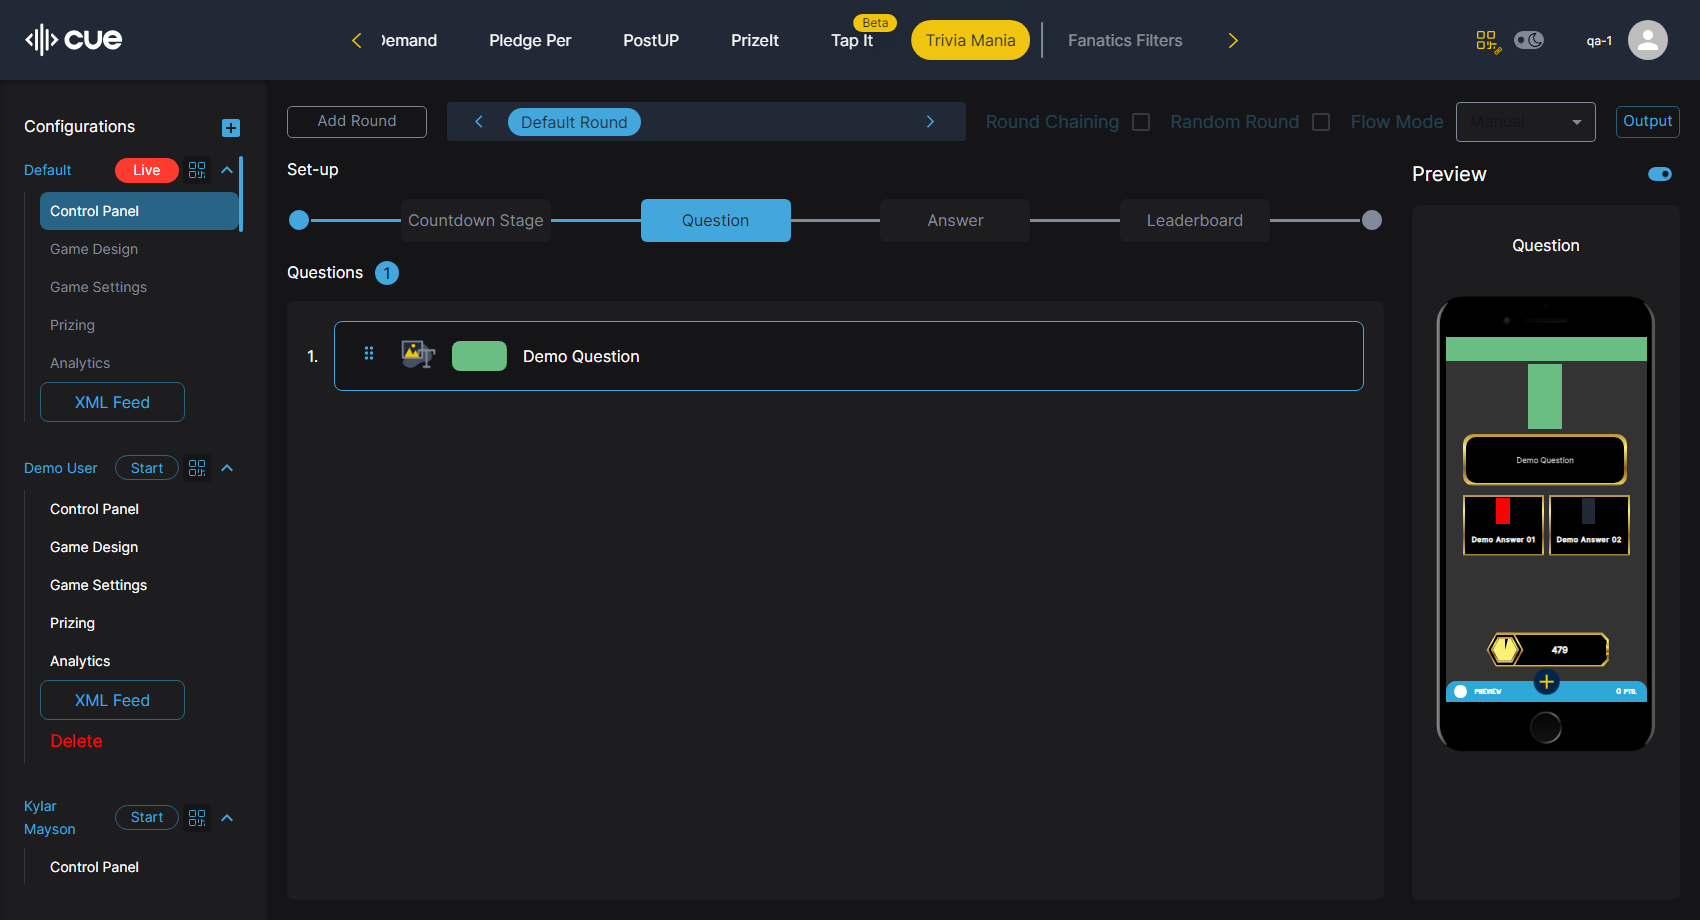 cue
Demand
Pledge Per
PostUP
PrizeIt
Tap It
Beta
Trivia Mania
Fanatics Filters
qa-1
Configurations
Default
Live
Control Panel
Game Design
Game Settings
Prizing
Analytics
XML Feed
Demo User
Start
Control Panel
Game Design
Game Settings
Prizing
Analytics
XML Feed
Delete
Kylar
Mayson
Start
Control Panel
Add Round
Default Round
Round Chaining
Random Round
Flow Mode
Manual
Output
Set-up
Countdown Stage
Question
Answer
Leaderboard
Questions 1
1.
Demo Question
Preview
Question
Demo Question
Demo Answer 01
Demo Answer 02
479
PREVIEW
0 PTS.